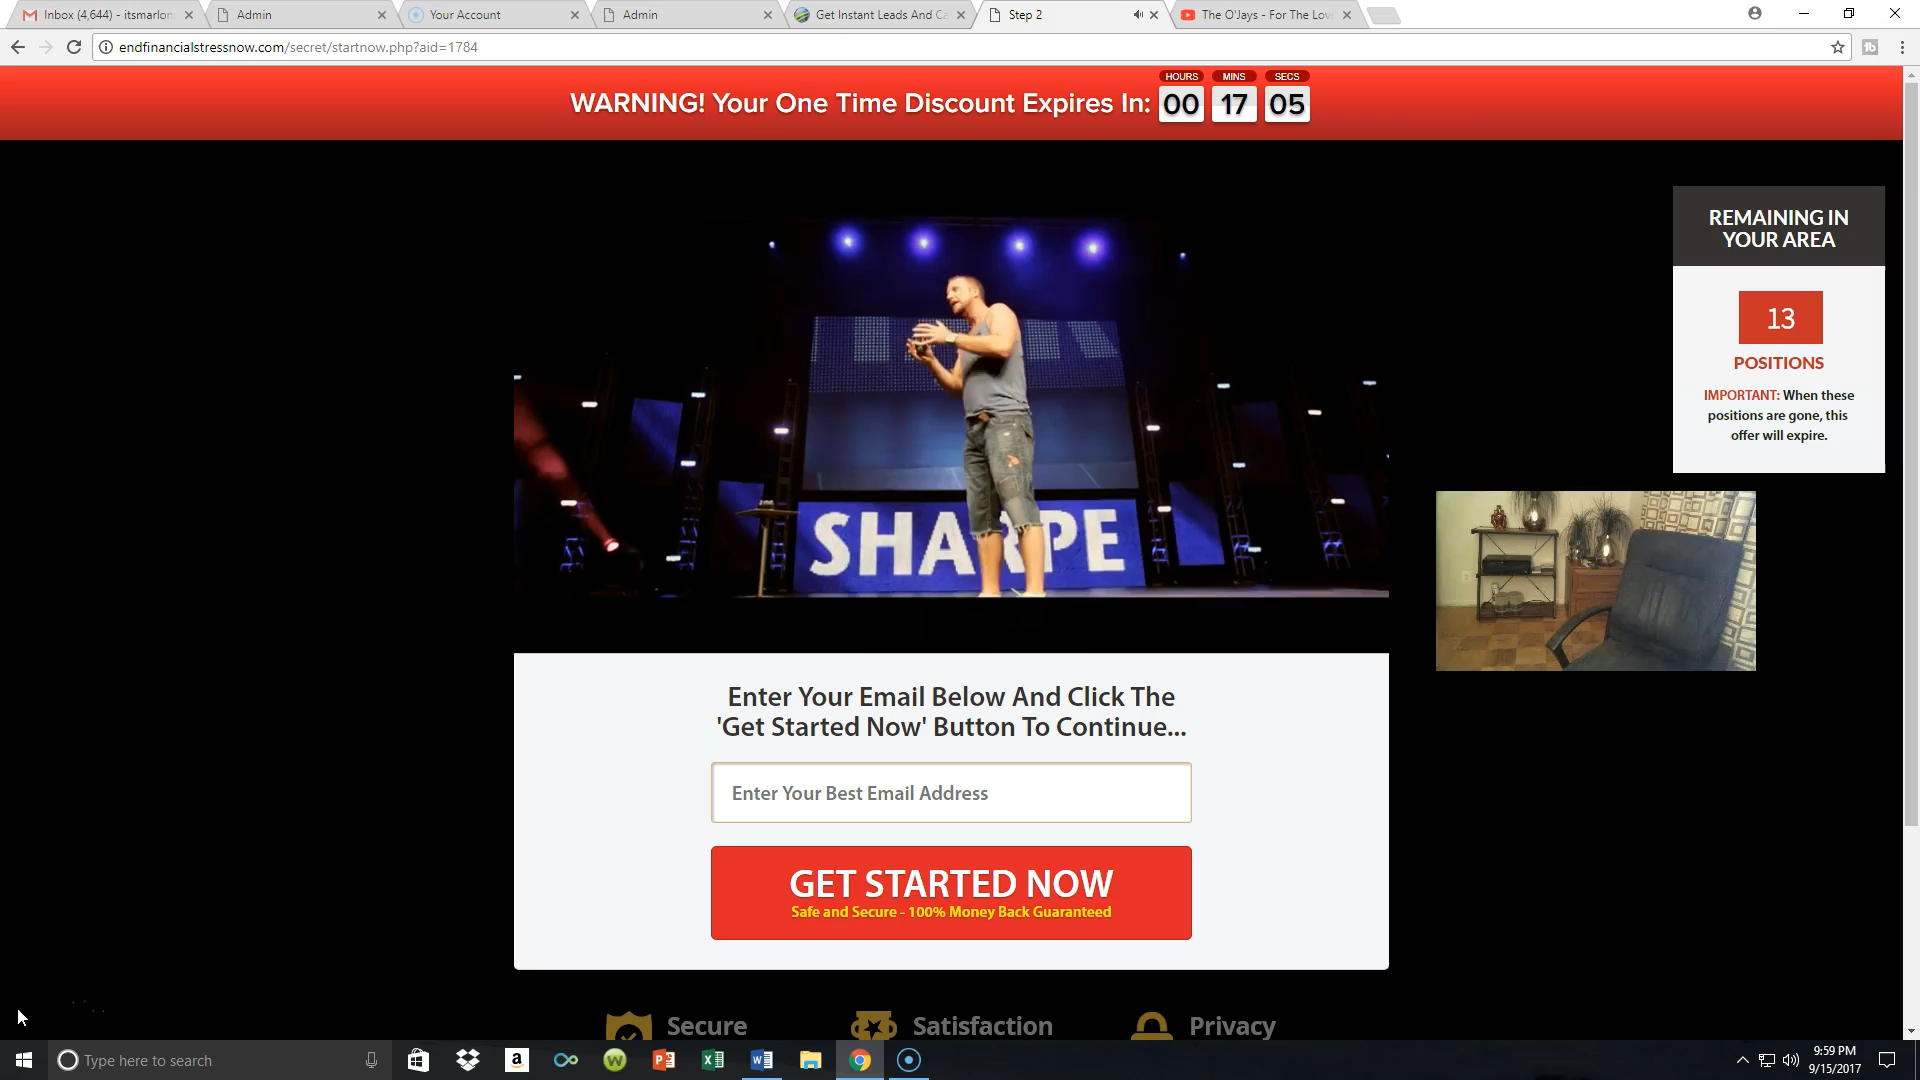 Inbox (4,644) - itsmarlon
Admin
Your Account
Admin
Get Instant Leads And Ca
Step 2
The O'Jays - For The Lov
endfinancialstressnow.com/secret/startnow.php?aid=1784
WARNING! Your One Time Discount Expires In:
HOURS MINS SECS
00 17 05
REMAINING IN
YOUR AREA
13
POSITIONS
IMPORTANT: When these
positions are gone, this
offer will expire.
SHARPE
Enter Your Email Below And Click The
'Get Started Now' Button To Continue...
Enter Your Best Email Address
GET STARTED NOW
Safe and Secure - 100% Money Back Guaranteed
Secure
Satisfaction
Privacy
Type here to search
9:59 PM
9/15/2017